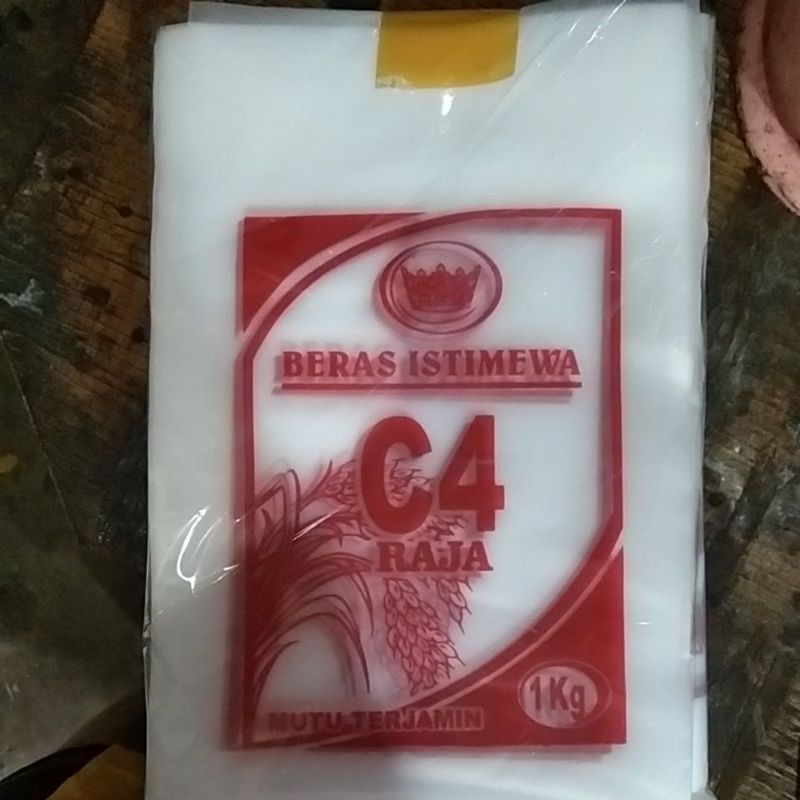 BERAS ISTIMEWA
C4
RAJA
1Kg
MUTU TERJAMIN